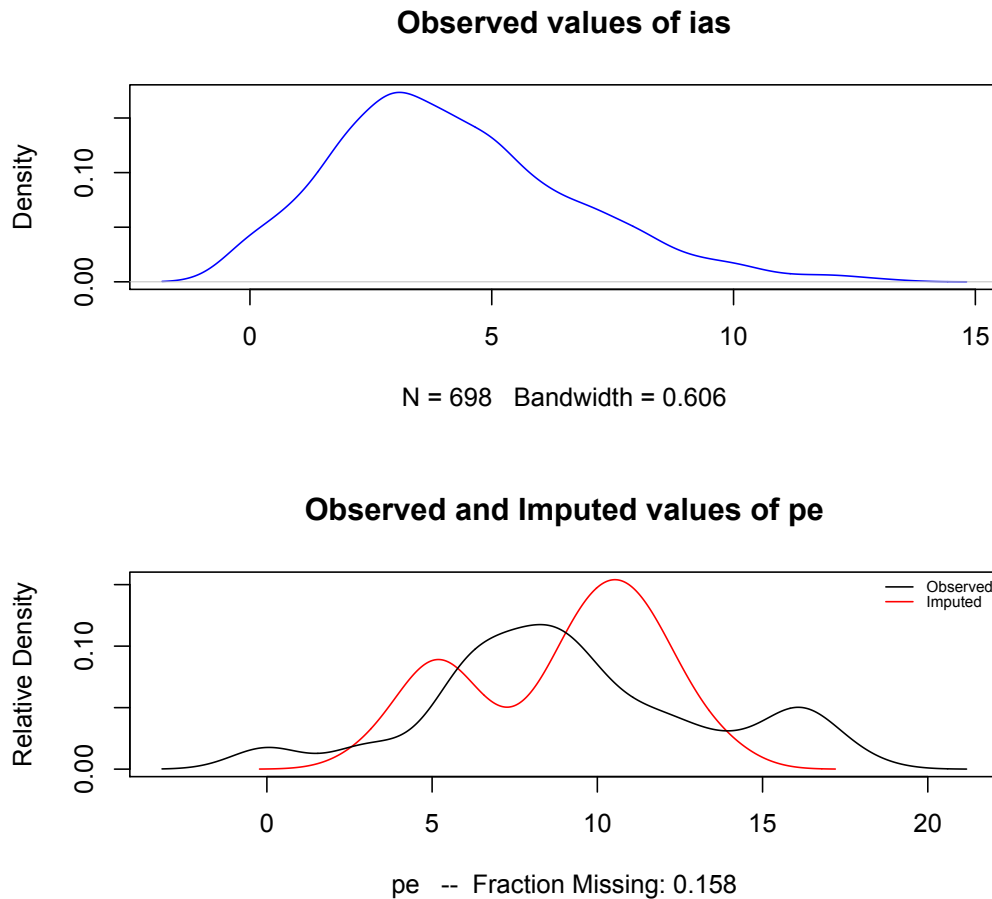 Observed values of ias
Density
0.00
0.10
0
5
10
15
N = 698   Bandwidth = 0.606
Observed and Imputed values of pe
Relative Density
0.00
0.10
Observed
Imputed
0
5
10
15
20
pe   --  Fraction Missing: 0.158